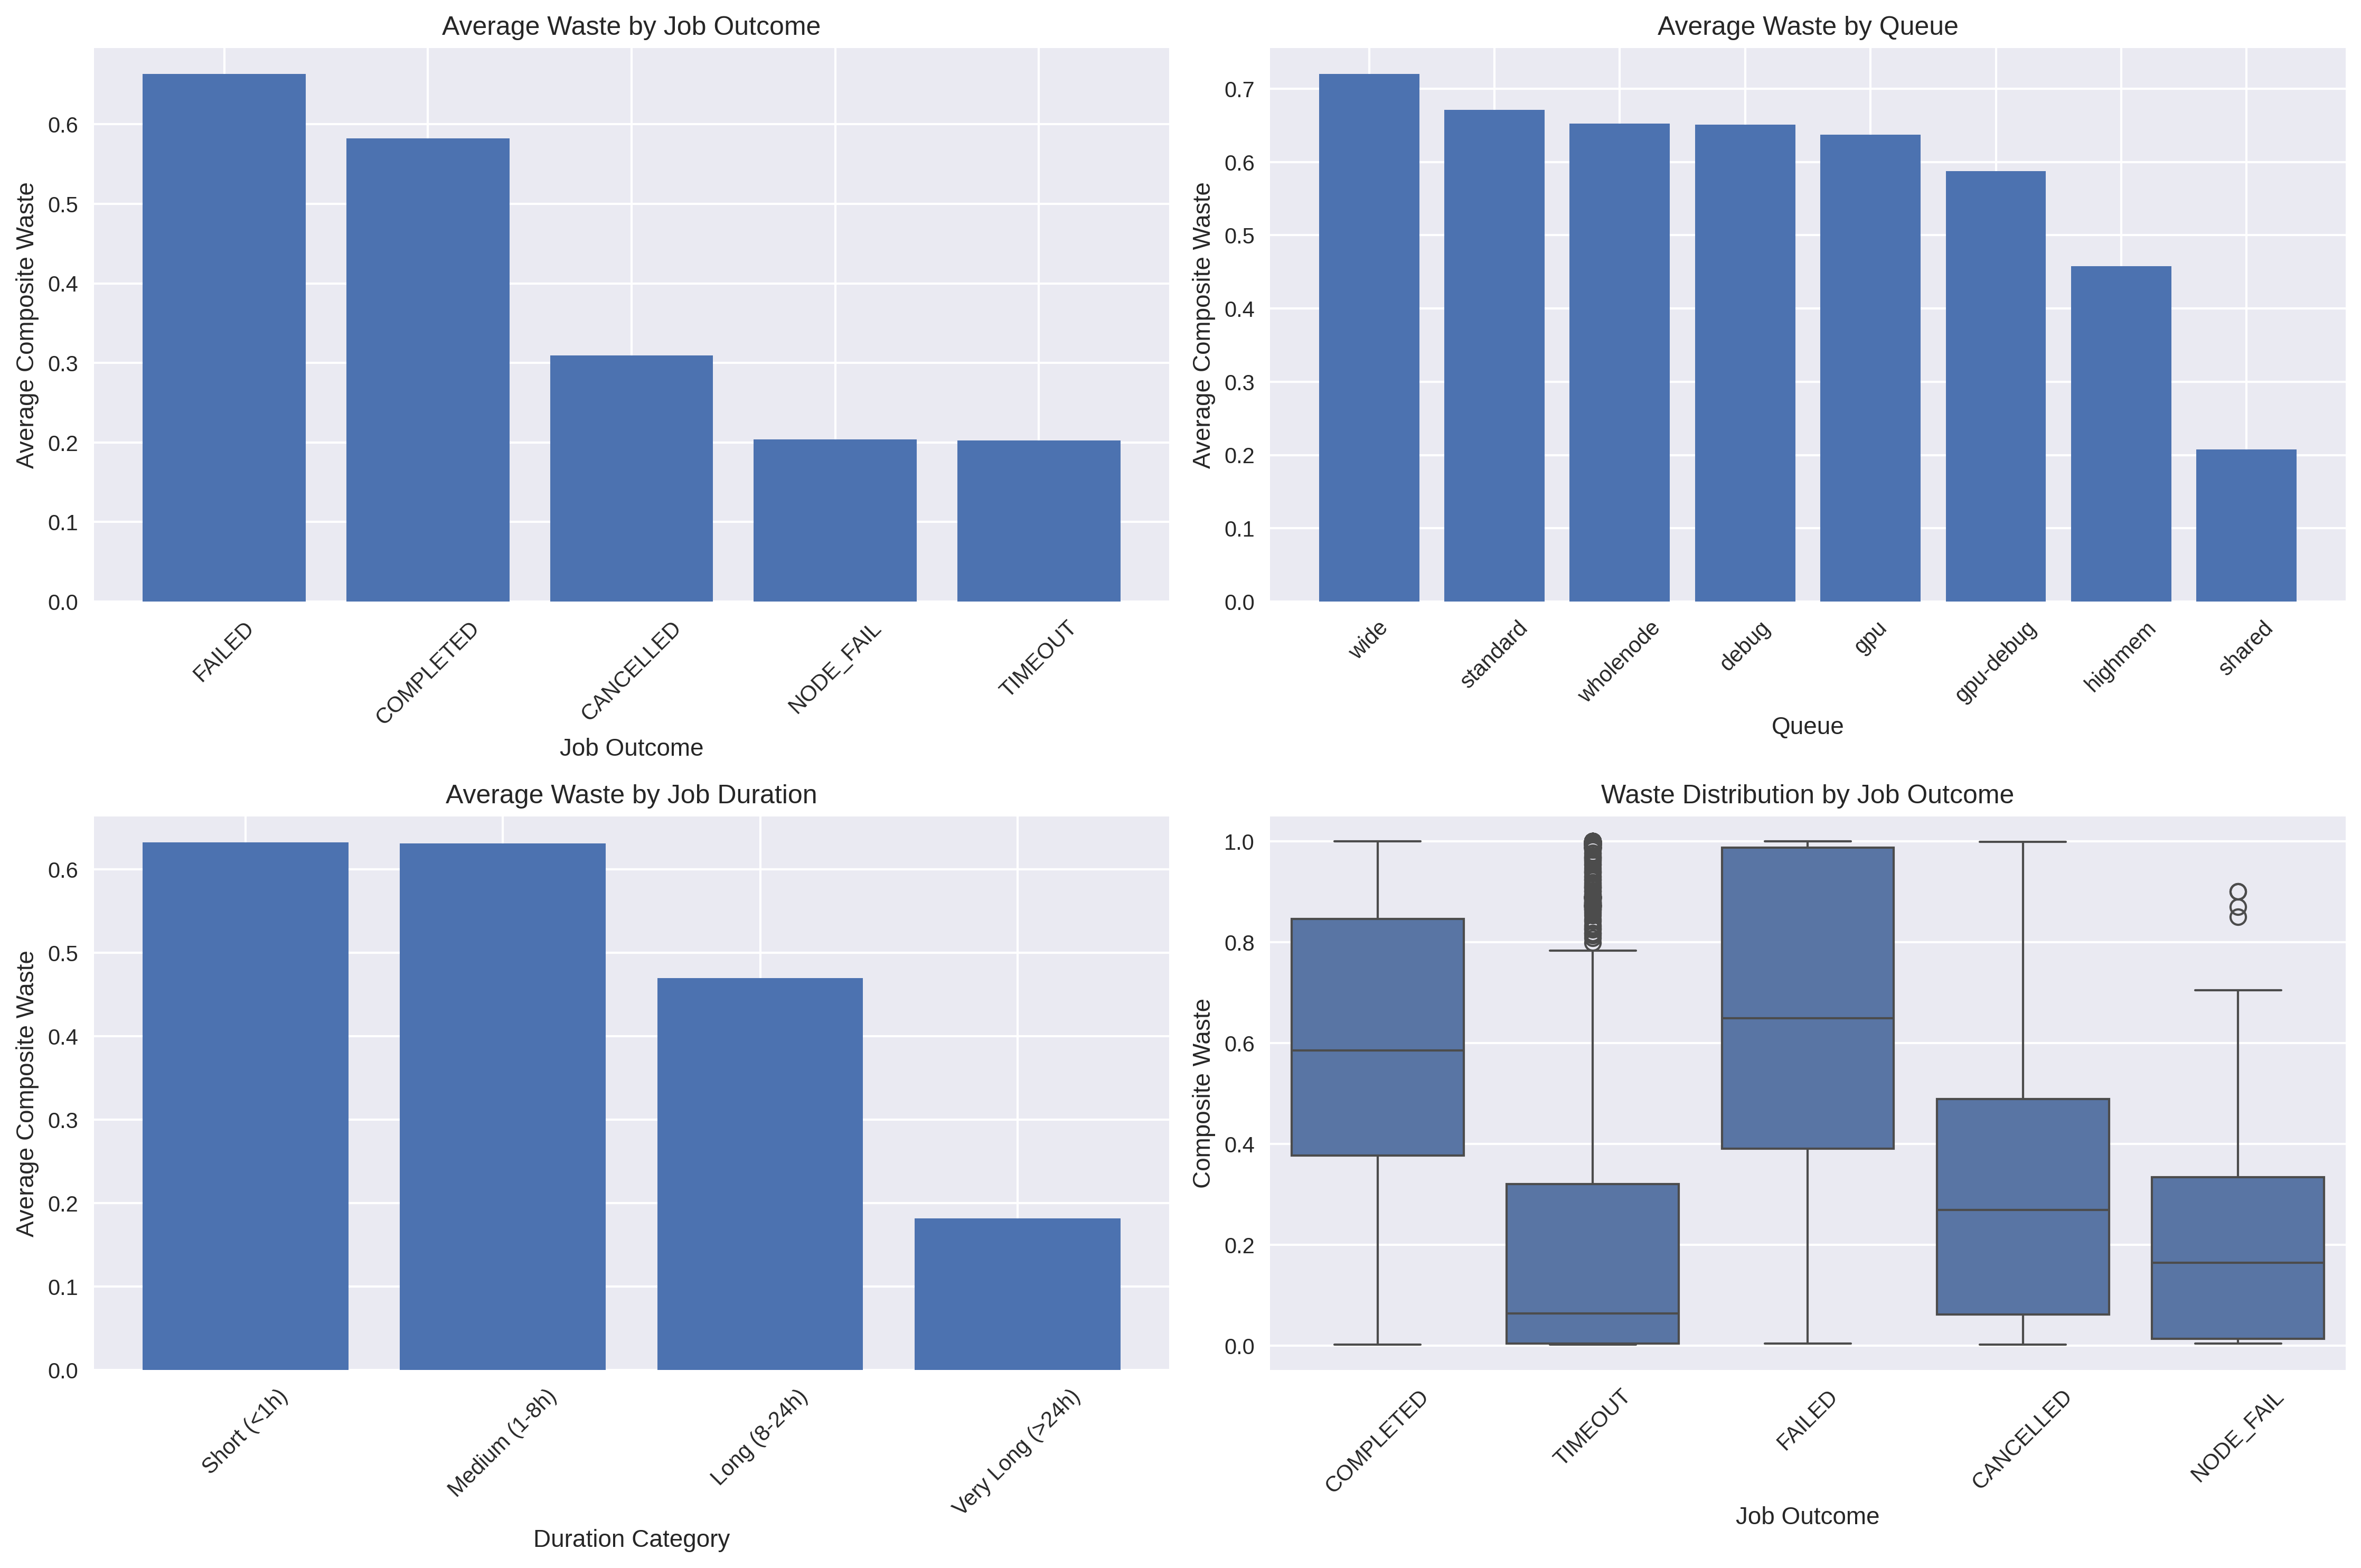 Average Waste by Job Outcome
Average Composite Waste
0.6
0.5
0.4
0.3
0.2
0.1
0.0
FAILED
COMPLETED
CANCELLED
NODE_FAIL
TIMEOUT
Job Outcome
Average Waste by Queue
Average Composite Waste
0.7
0.6
0.5
0.4
0.3
0.2
0.1
0.0
wide
standard
wholenode
debug
gpu
gpu-debug
highmem
shared
Queue
Average Waste by Job Duration
Average Composite Waste
0.6
0.5
0.4
0.3
0.2
0.1
0.0
Short (<1h)
Medium (1-8h)
Long (8-24h)
Very Long (>24h)
Duration Category
Waste Distribution by Job Outcome
Composite Waste
1.0
0.8
0.6
0.4
0.2
0.0
COMPLETED
TIMEOUT
FAILED
CANCELLED
NODE_FAIL
Job Outcome